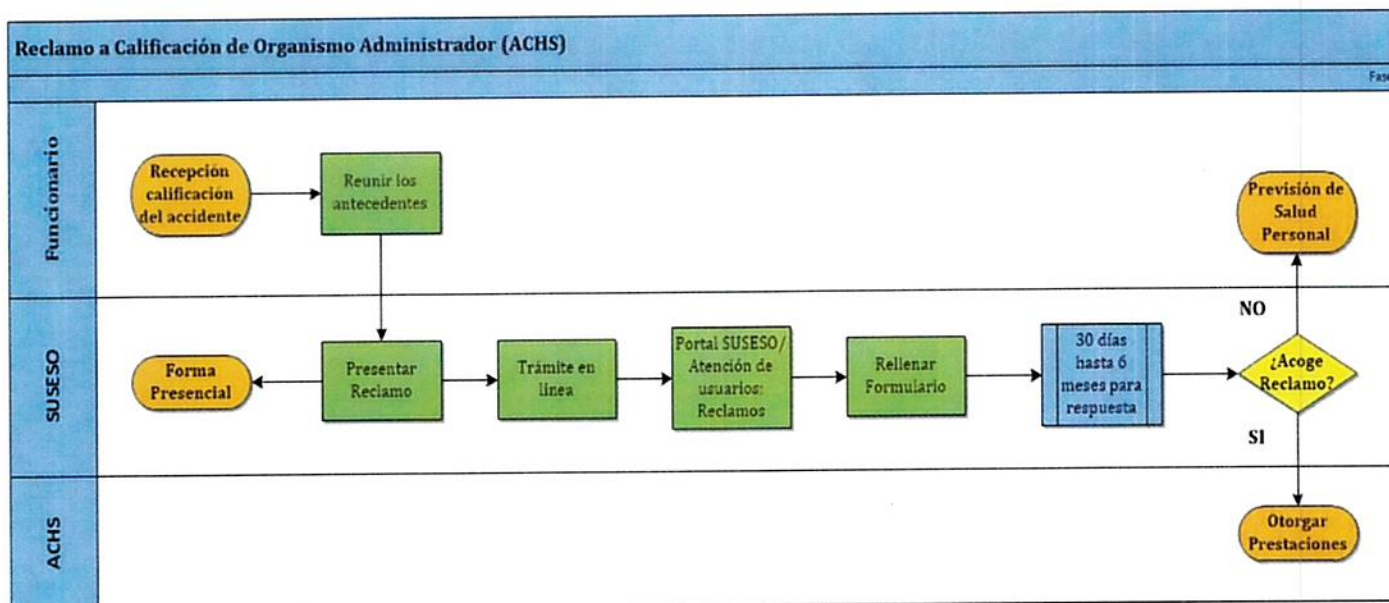 Reclamo a Calificación de Organismo Administrador (ACHS)
Fase
Funcionario
Recepción
calificación
del accidente
Reunir los
antecedentes
Previsión de
Salud
Personal
SUSESO
Forma
Presencial
Presentar
Reclamo
Trámite en
línea
Portal SUSESO/
Atención de
usuarios:
Reclamos
Rellenar
Formulario
30 días
hasta 6
meses para
respuesta
NO
¿Acoge
Reclamo?
SI
ACHS
Otorgar
Prestaciones